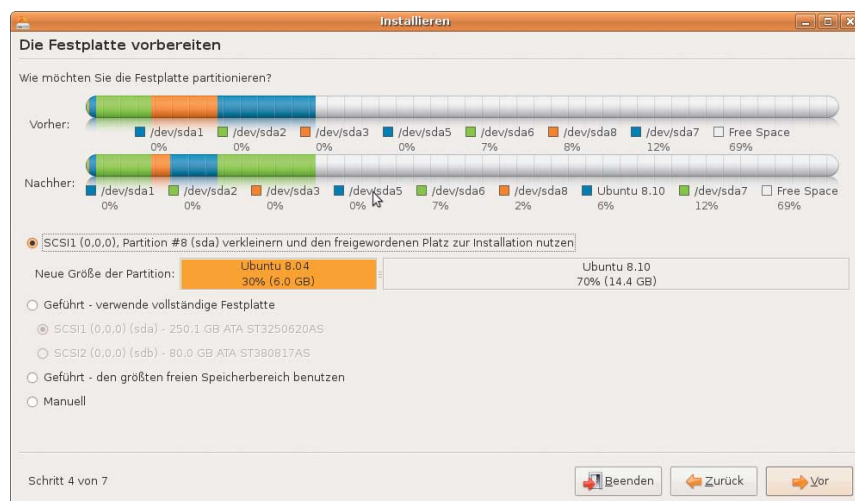 Installieren
Die Festplatte vorbereiten
Wie möchten Sie die Festplatte partitionieren?
Vorher:
/dev/sda1 /dev/sda2 /dev/sda3 /dev/sda5 /dev/sda6 /dev/sda8 /dev/sda7 Free Space
0% 0% 0% 0% 7% 8% 12% 69%
Nachher:
/dev/sda1 /dev/sda2 /dev/sda3 /dev/sda5 /dev/sda6 /dev/sda8 Ubuntu 8.10 /dev/sda7 Free Space
0% 0% 0% 0% 7% 2% 6% 12% 69%
SCSI1 (0,0,0), Partition #8 (sda) verkleinern und den freigewordenen Platz zur Installation nutzen
Neue Größe der Partition:
Ubuntu 8.04
30% (6.0 GB)
Ubuntu 8.10
70% (14.4 GB)
Geführt - verwende vollständige Festplatte
SCSI1 (0,0,0) (sda) - 250.1 GB ATA ST3250620AS
SCSI2 (0,0,0) (sdb) - 80.0 GB ATA ST380817AS
Geführt - den größten freien Speicherbereich benutzen
Manuell
Schritt 4 von 7
Beenden
Zurück
Vor